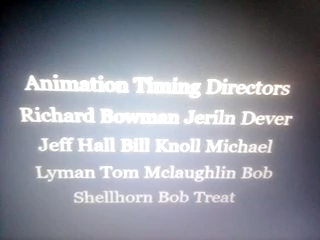 Animation Timing Directors
Richard Bowman Jeriln Dever
Jeff Hall Bill Knoll Michael
Lyman Tom Mclaughlin Bob
Shellhorn Bob Treat